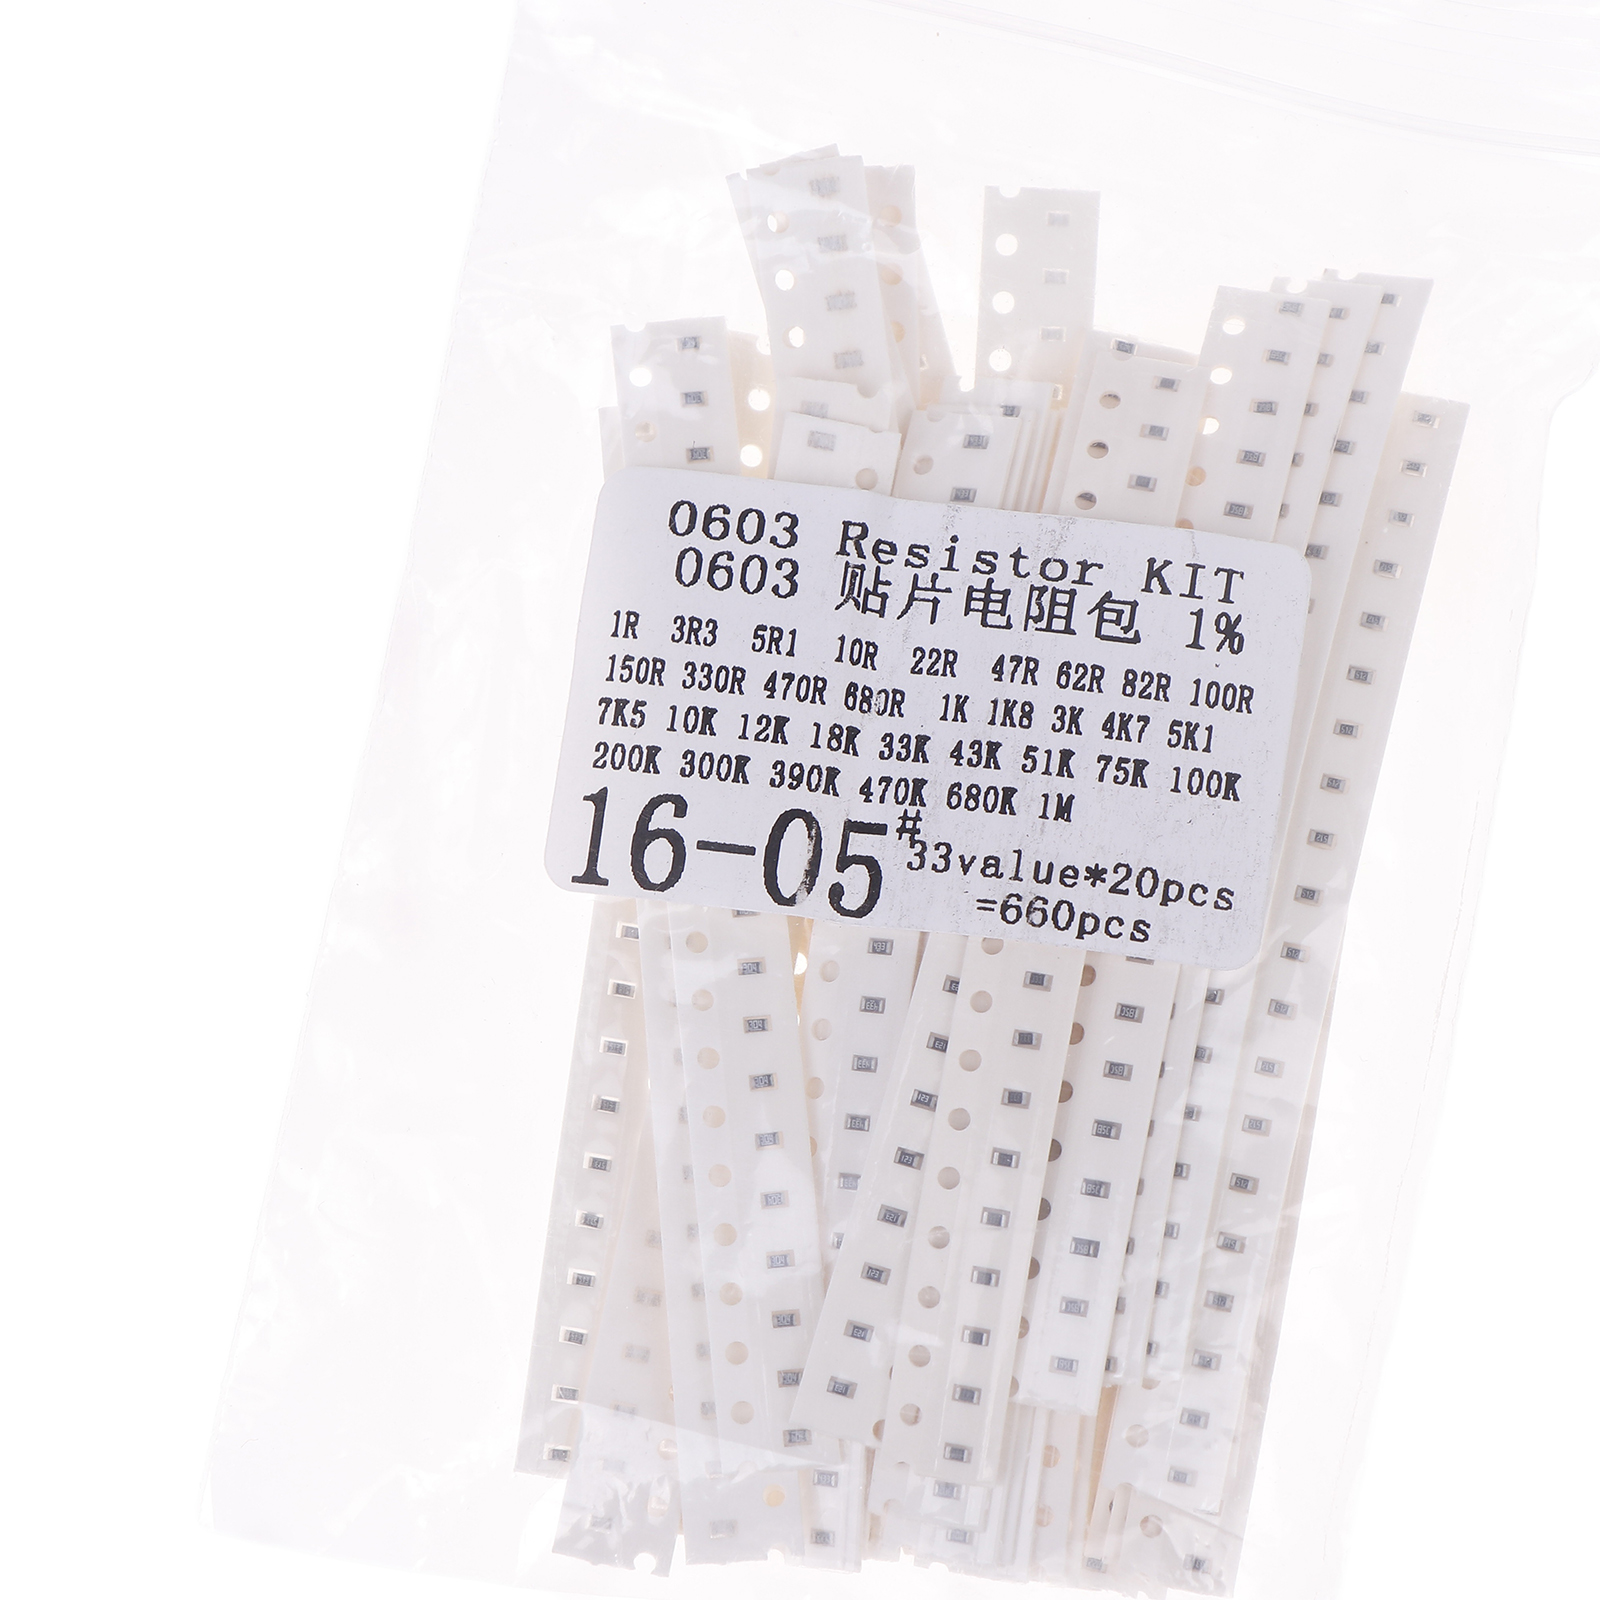 0603 Resistor KIT
0603 贴片电阻包 1%
1R 3R3 5R1 10R 22R 47R 62R 82R 100R
150R 330R 470R 680R 1K 1K8 3K 4K7 5K1
7K5 10K 12K 18K 33K 43K 51K 75K 100K
200K 300K 390K 470K 680K 1M
16-05#
33value*20pcs
=660pcs